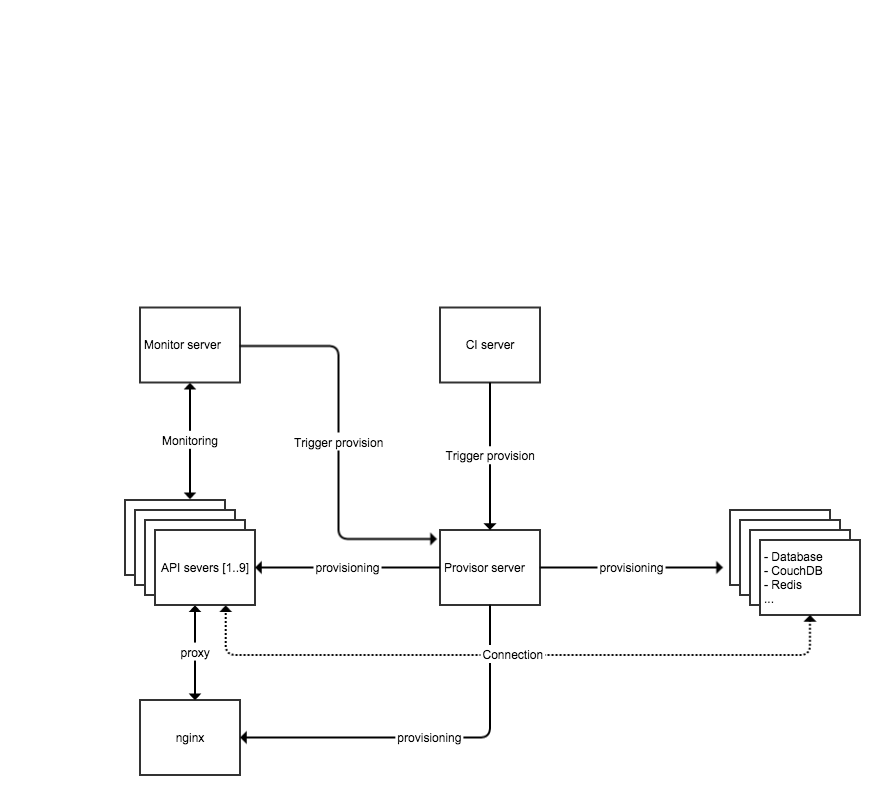 Monitor server
CI server
Monitoring
Trigger provision
Trigger provision
API severs [1..9]
provisioning
Provisor server
provisioning
- Database
- CouchDB
- Redis
...
proxy
Connection
nginx
provisioning